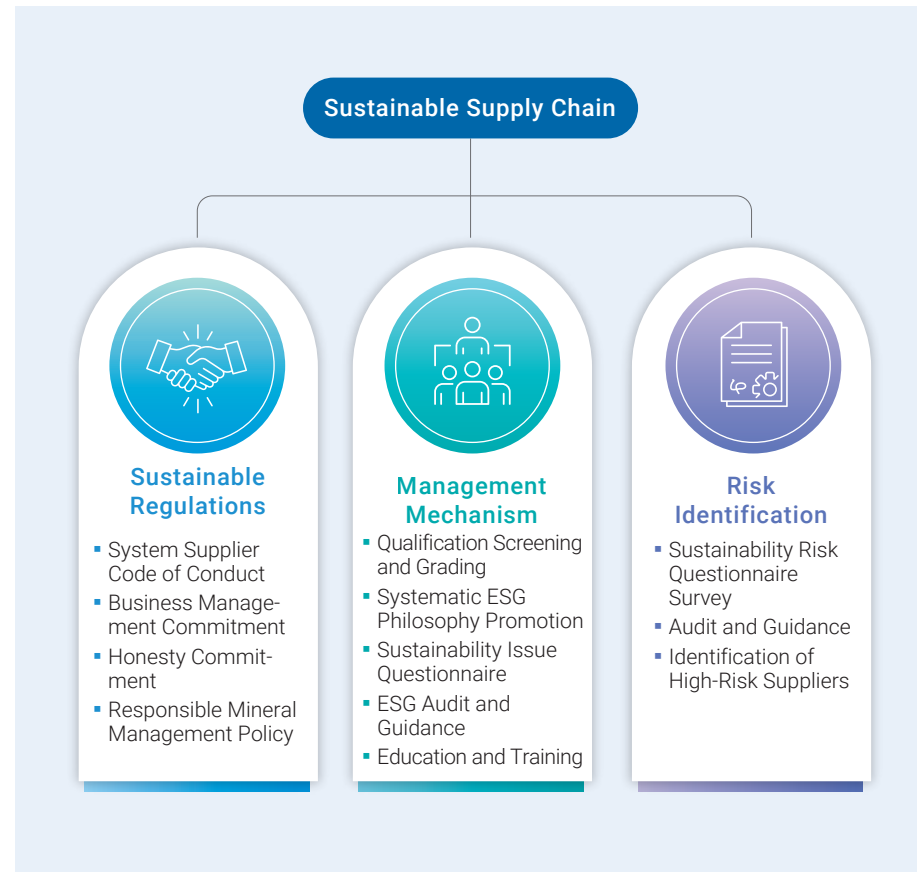 Sustainable Supply Chain
Sustainable
Regulations
▪ System Supplier
Code of Conduct
▪ Business Manage-
ment Commitment
▪ Honesty Commit-
ment
▪ Responsible Mineral
Management Policy
Management
Mechanism
▪ Qualification Screening
and Grading
▪ Systematic ESG
Philosophy Promotion
▪ Sustainability Issue
Questionnaire
▪ ESG Audit and
Guidance
▪ Education and Training
Risk
Identification
▪ Sustainability Risk
Questionnaire
Survey
▪ Audit and Guidance
▪ Identification of
High-Risk Suppliers